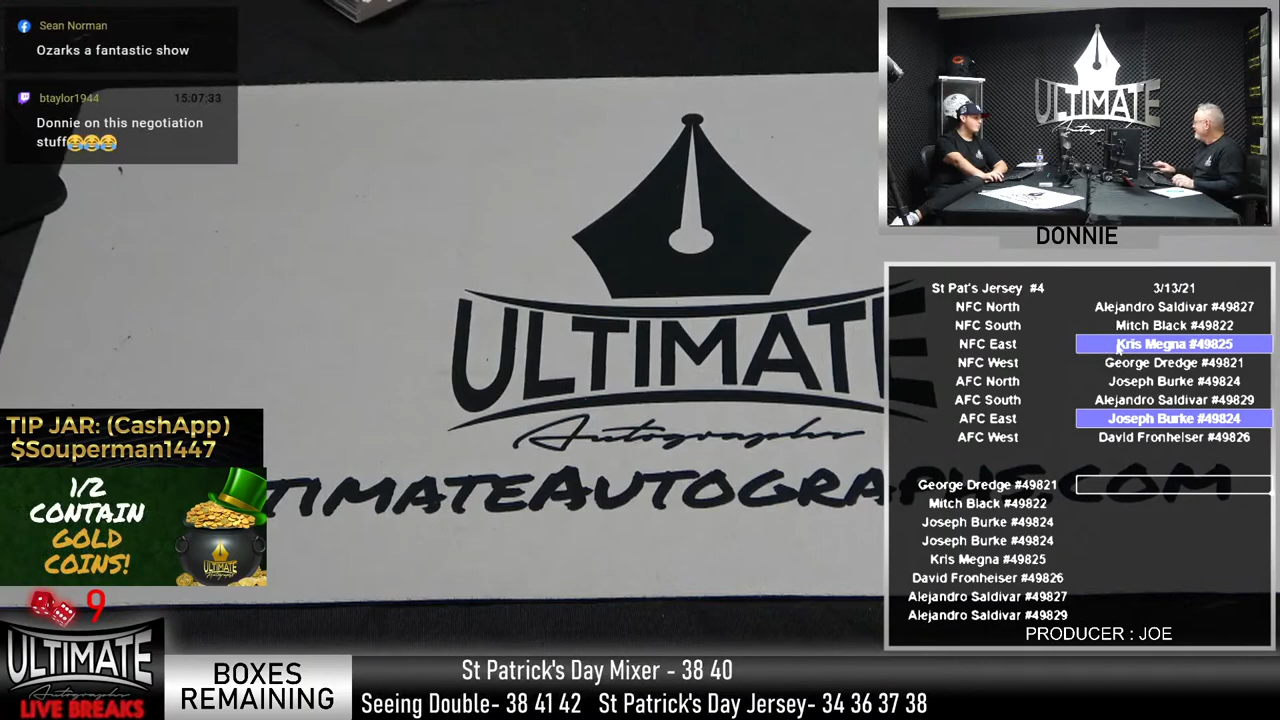 Sean Norman
Ozarks a fantastic show
btaylor1944 15:07:33
Donnie on this negotiation
stuff😂😂😂
ULTIMATE
Autographs
ULTIMATE
Autographs
DONNIE
St Pat's Jersey #4 3/13/21
NFC North Alejandro Saldivar #49827
NFC South Mitch Black #49822
NFC East Kris Megna #49825
NFC West George Dredge #49821
AFC North Joseph Burke #49824
AFC South Alejandro Saldivar #49829
AFC East Joseph Burke #49824
AFC West David Fronheiser #49826
George Dredge #49821
Mitch Black #49822
Joseph Burke #49824
Joseph Burke #49824
Kris Megna #49825
David Fronheiser #49826
Alejandro Saldivar #49827
Alejandro Saldivar #49829
PRODUCER : JOE
TIMATEAUTOGRAPHS.COM
TIP JAR: (CashApp)
$Souperman1447
1/2
CONTAIN
GOLD
COINS!
ULTIMATE
9
ULTIMATE
Autographs
LIVE BREAKS
BOXES
REMAINING
St Patrick's Day Mixer - 38 40
Seeing Double- 38 41 42 St Patrick's Day Jersey- 34 36 37 38